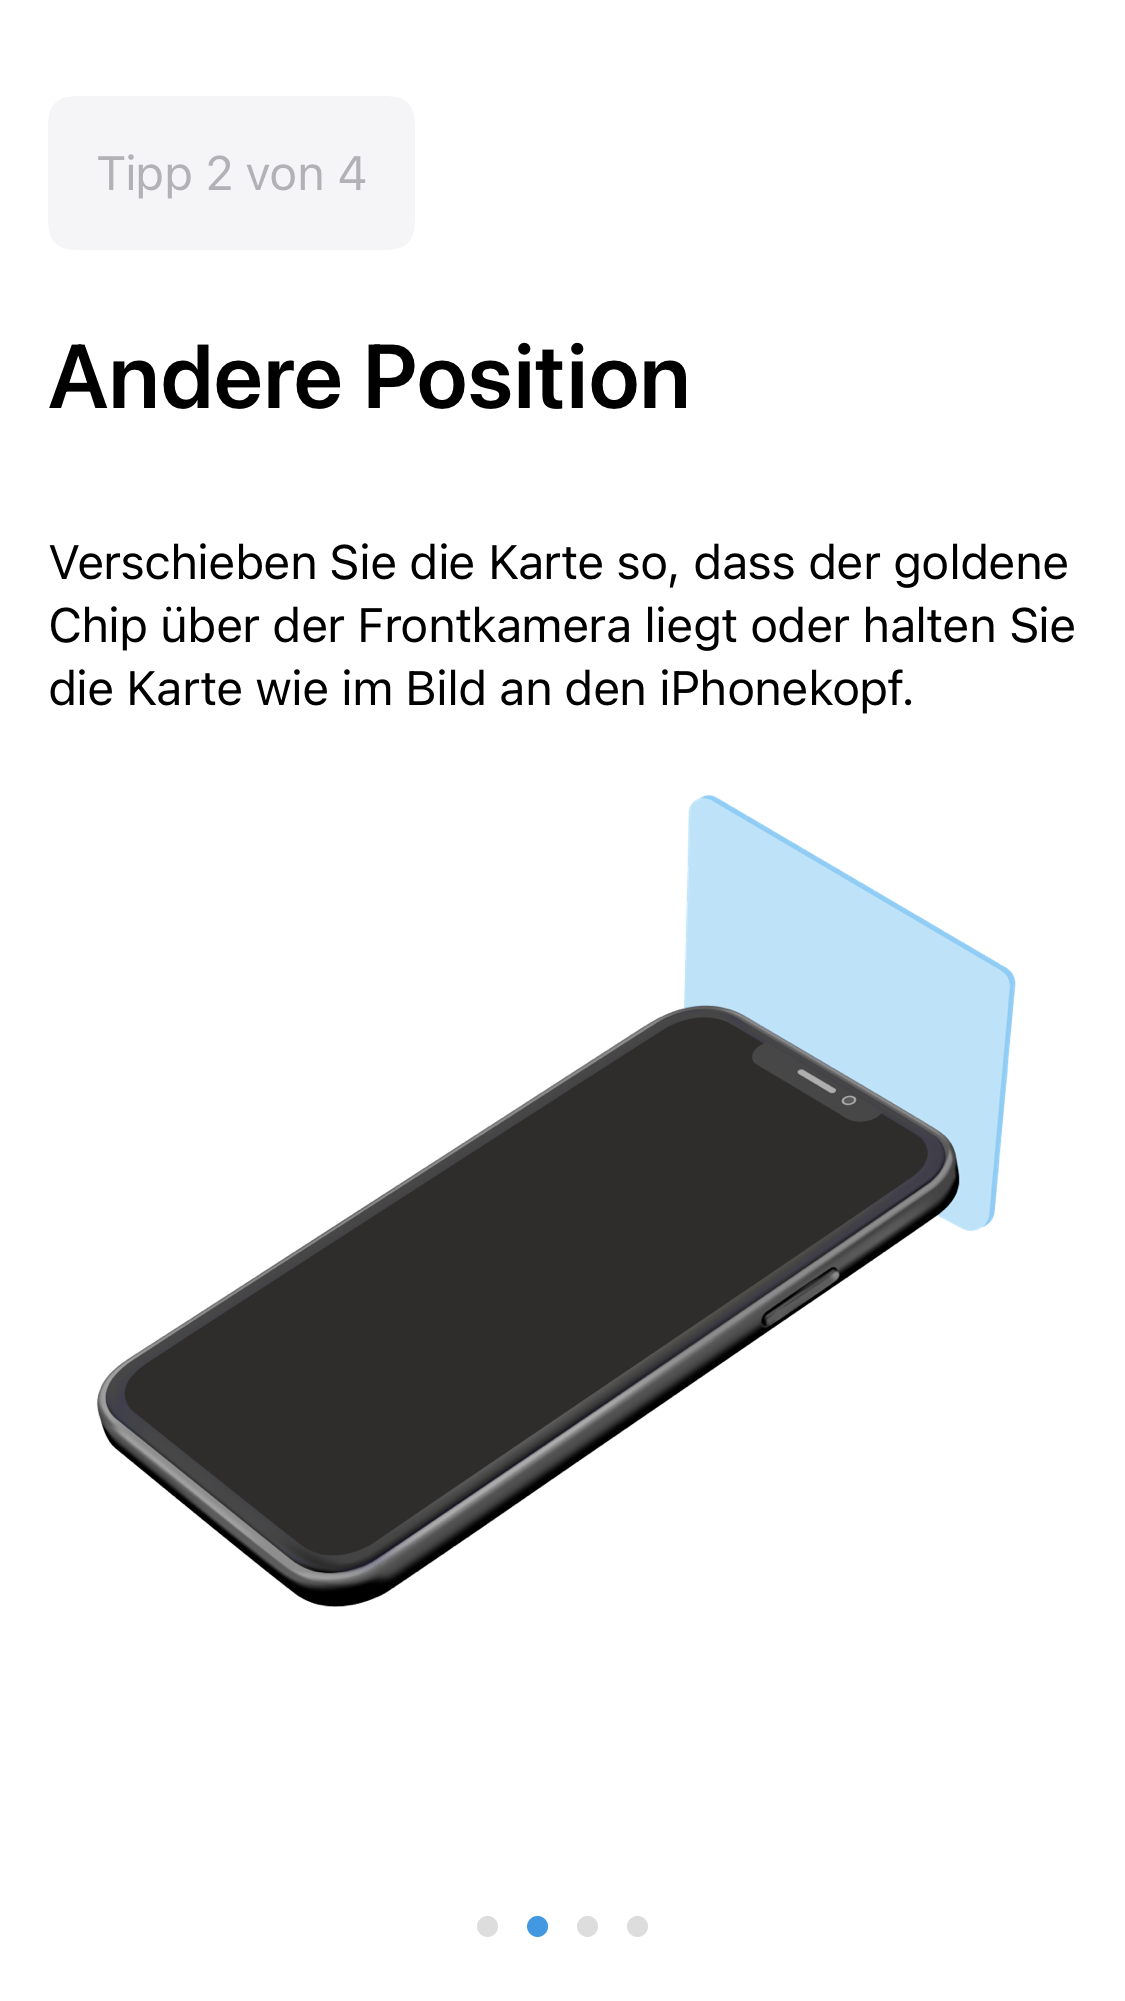 Tipp 2 von 4
Andere Position
Verschieben Sie die Karte so, dass der goldene
Chip über der Frontkamera liegt oder halten Sie
die Karte wie im Bild an den iPhonekopf.